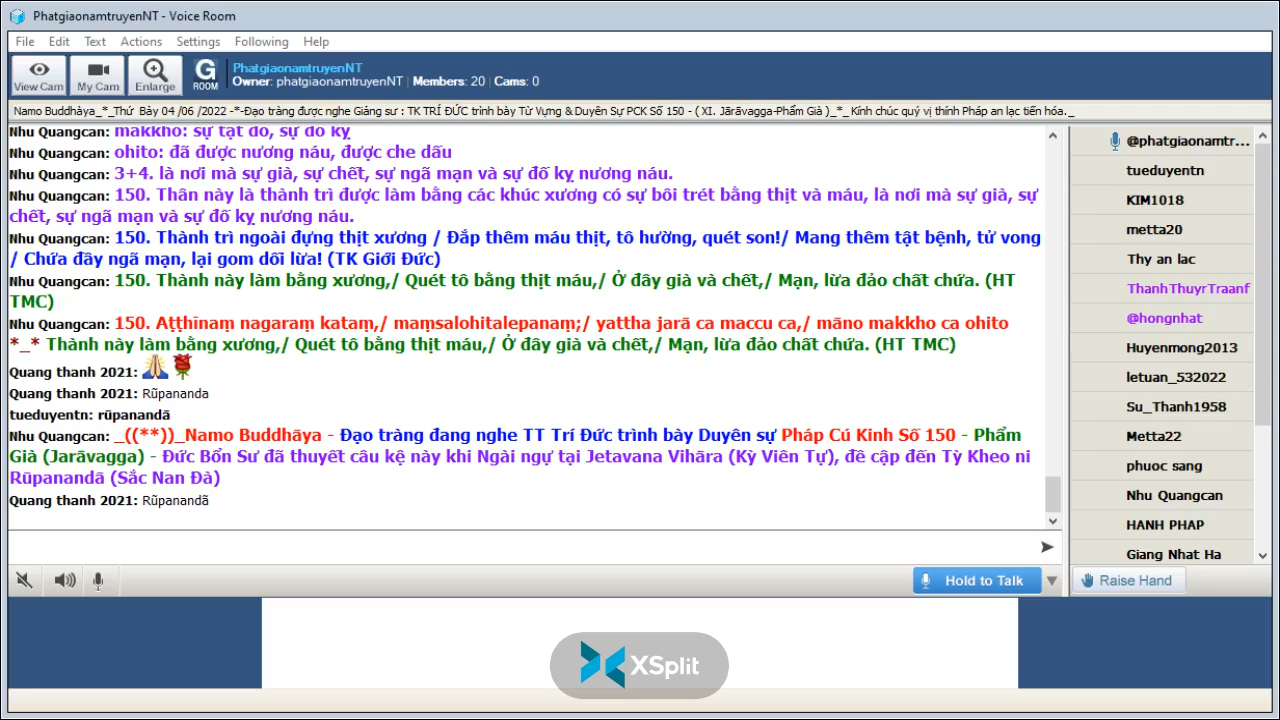 PhatgiaonamtruyenNT - Voice Room
File Edit Text Actions Settings Following Help
View Cam My Cam Enlarge G ROOM
PhatgiaonamtruyenNT
Owner: phatgiaonamtruyenNT | Members: 20 | Cams: 0
Namo Buddhàya_*_Thứ Bảy 04 /06 /2022 -*-Đạo tràng được nghe Giảng sư : TK TRÍ ĐỨC trình bày Từ Vựng & Duyên Sự PCK Số 150 - ( XI. Jārāvagga-Phẩm Già )_*_Kính chúc quý vị thính Pháp an lạc tiến hóa._
Nhu Quangcan: makkho: sự tật đố, sự đố kỵ
Nhu Quangcan: ohito: đã được nương náu, được che dấu
Nhu Quangcan: 3+4. là nơi mà sự già, sự chết, sự ngã mạn và sự đố kỵ nương náu.
Nhu Quangcan: 150. Thân này là thành trì được làm bằng các khúc xương có sự bôi trét bằng thịt và máu, là nơi mà sự già, sự
chết, sự ngã mạn và sự đố kỵ nương náu.
Nhu Quangcan: 150. Thành trì ngoài đựng thịt xương / Đắp thêm máu thịt, tô hường, quét son!/ Mang thêm tật bệnh, tử vong
/ Chứa đầy ngã mạn, lại gom dối lừa! (TK Giới Đức)
Nhu Quangcan: 150. Thành này làm bằng xương,/ Quét tô bằng thịt máu,/ Ở đây già và chết,/ Mạn, lừa đảo chất chứa. (HT
TMC)
Nhu Quangcan: 150. Aṭṭhīnaṃ nagaraṃ kataṃ,/ maṃsalohitalepanaṃ;/ yattha jarā ca maccu ca,/ māno makkho ca ohito
*_* Thành này làm bằng xương,/ Quét tô bằng thịt máu,/ Ở đây già và chết,/ Mạn, lừa đảo chất chứa. (HT TMC)
Quang thanh 2021:
Quang thanh 2021: Rũpananda
tueduyentn: rūpanandā
Nhu Quangcan: _((**))_Namo Buddhāya - Đạo tràng đang nghe TT Trí Đức trình bày Duyên sự Pháp Cú Kinh Số 150 - Phẩm
Già (Jarāvagga) - Đức Bổn Sư đã thuyết câu kệ này khi Ngài ngự tại Jetavana Vihāra (Kỳ Viên Tự), đề cập đến Tỳ Kheo ni
Rūpanandā (Sắc Nan Đà)
Quang thanh 2021: Rũpanandã
Hold to Talk
@phatgiaonamtr...
tueduyentn
KIM1018
metta20
Thy an lac
ThanhThuyrTraanf
@hongnhat
Huyenmong2013
letuan_532022
Su_Thanh1958
Metta22
phuoc sang
Nhu Quangcan
HANH PHAP
Giang Nhat Ha
Raise Hand
XSplit